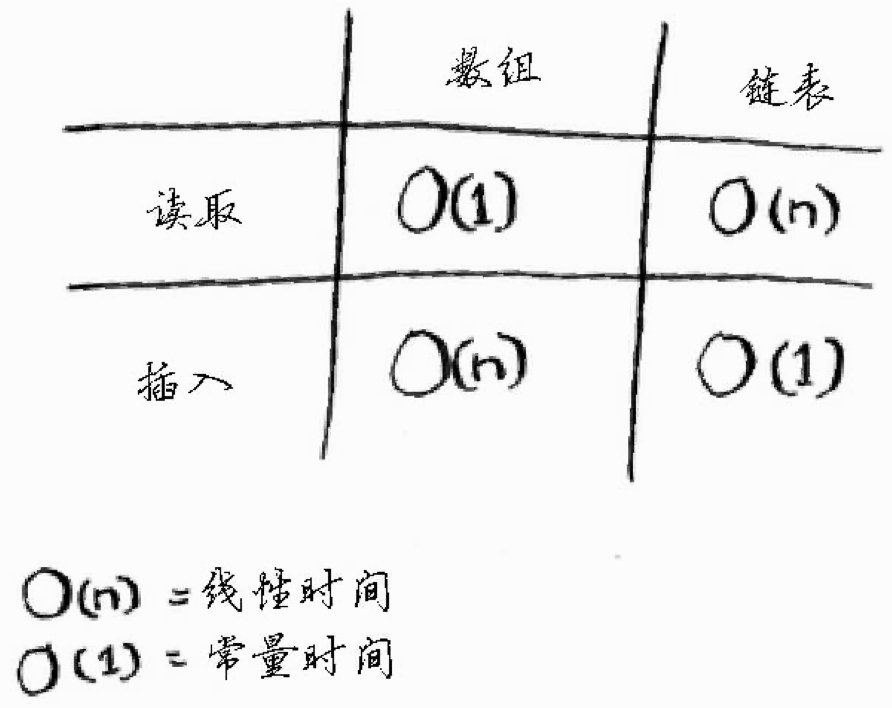 数组 链表
读取 O(1) O(n)
插入 O(n) O(1)
O(n) = 线性时间
O(1) = 常量时间